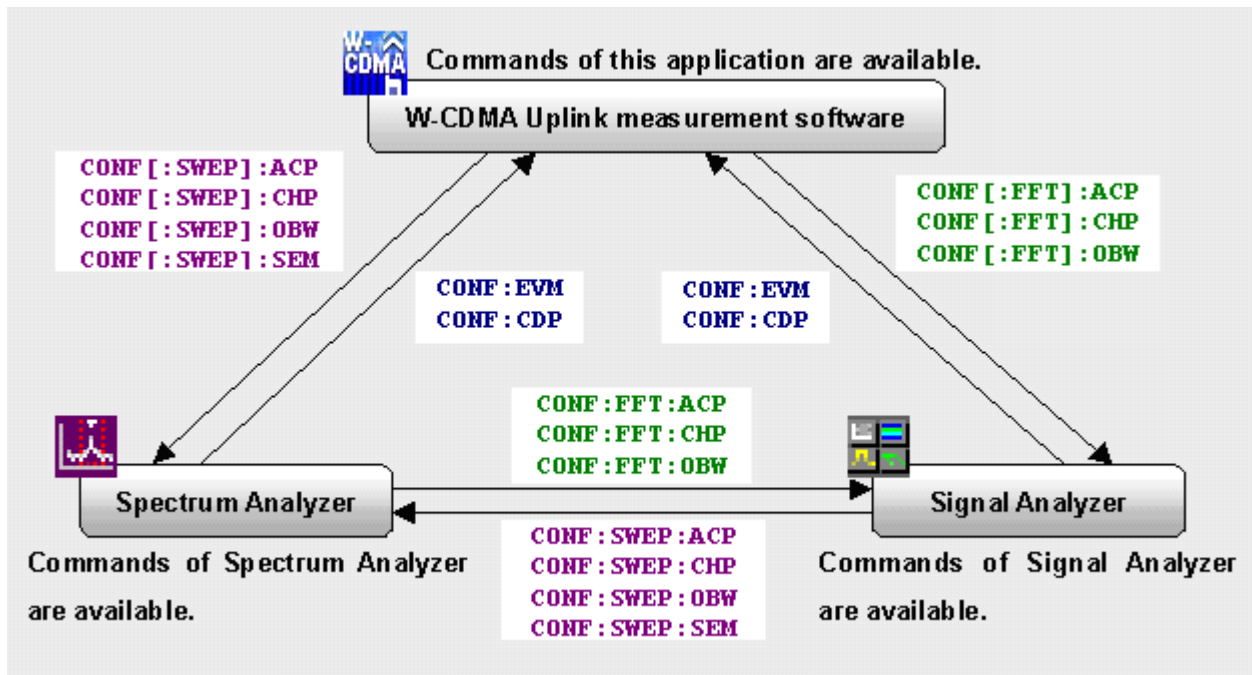 W-
CDMA
Commands of this application are available.
W-CDMA Uplink measurement software
CONF[:SWEP]:ACP
CONF[:SWEP]:CHP
CONF[:SWEP]:OBW
CONF[:SWEP]:SEM
CONF[:FFT]:ACP
CONF[:FFT]:CHP
CONF[:FFT]:OBW
CONF:EVM
CONF:CDP
CONF:EVM
CONF:CDP
CONF:FFT:ACP
CONF:FFT:CHP
CONF:FFT:OBW
Spectrum Analyzer
Signal Analyzer
CONF:SWEP:ACP
CONF:SWEP:CHP
CONF:SWEP:OBW
CONF:SWEP:SEM
Commands of Spectrum Analyzer
are available.
Commands of Signal Analyzer
are available.